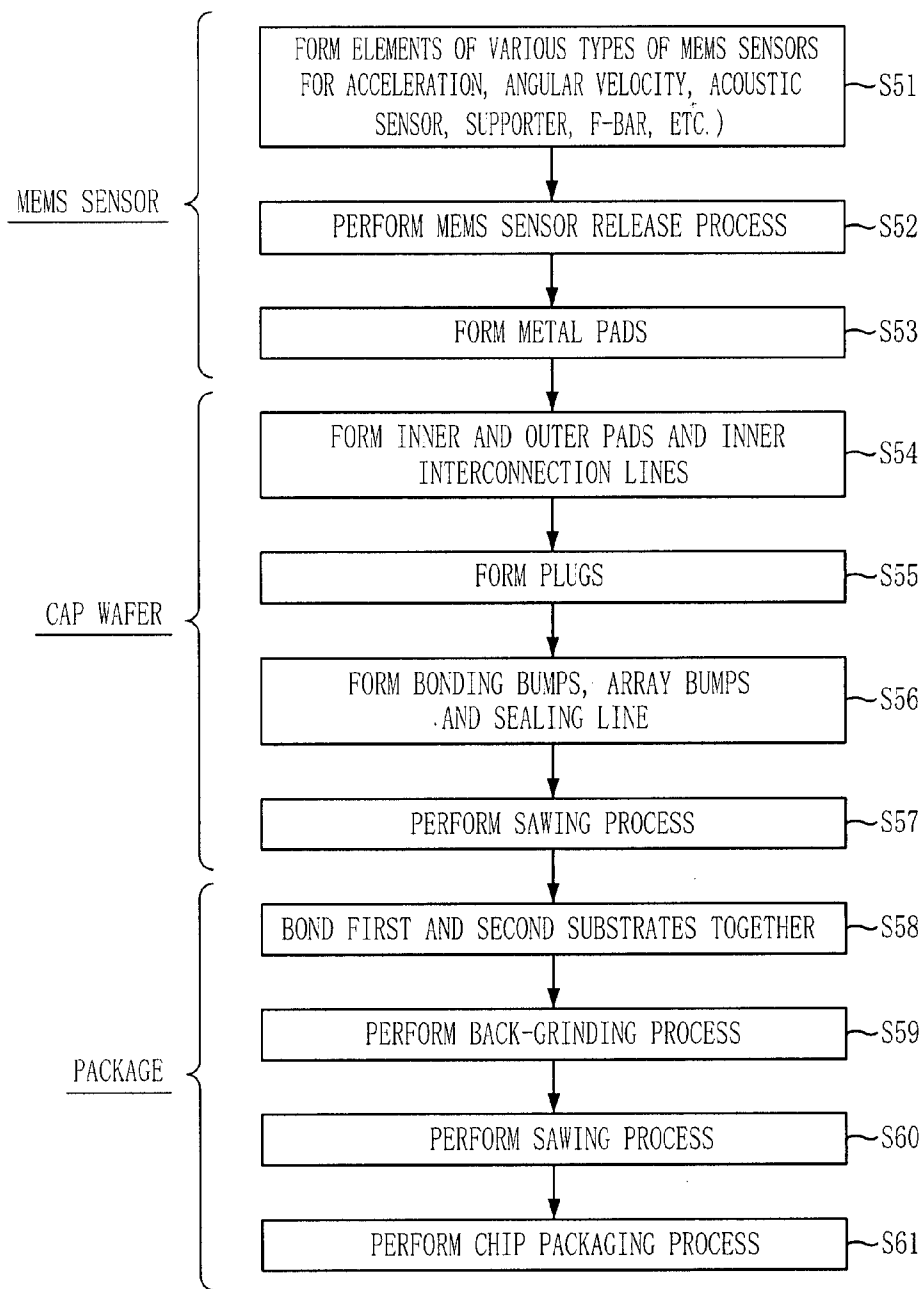 FORM ELEMENTS OF VARIOUS TYPES OF MEMS SENSORS
FOR ACCELERATION, ANGULAR VELOCITY, ACOUSTIC
SENSOR, SUPPORTER, F-BAR, ETC.)
S51
MEMS SENSOR
PERFORM MEMS SENSOR RELEASE PROCESS
S52
FORM METAL PADS
S53
FORM INNER AND OUTER PADS AND INNER
INTERCONNECTION LINES
S54
FORM PLUGS
S55
CAP WAFER
FORM BONDING BUMPS, ARRAY BUMPS
AND SEALING LINE
S56
PERFORM SAWING PROCESS
S57
BOND FIRST AND SECOND SUBSTRATES TOGETHER
S58
PERFORM BACK-GRINDING PROCESS
S59
PACKAGE
PERFORM SAWING PROCESS
S60
PERFORM CHIP PACKAGING PROCESS
S61